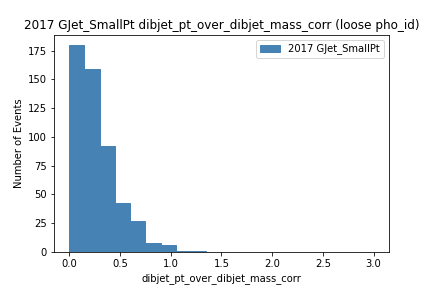 2017 GJet_SmallPt dibjet_pt_over_dibjet_mass_corr (loose pho_id)
2017 GJet_SmallPt
Number of Events
175
150
125
100
75
50
25
0
0.0 0.5 1.0 1.5 2.0 2.5 3.0
dibjet_pt_over_dibjet_mass_corr